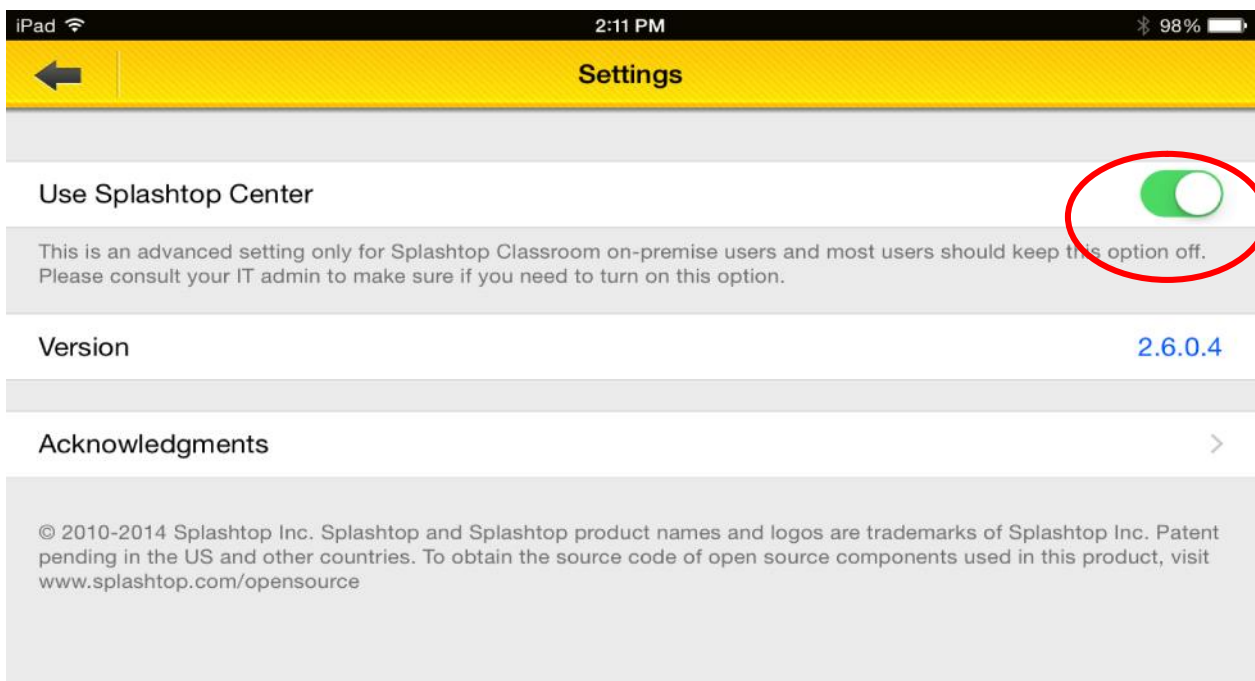 iPad 2:11 PM 98%
Settings
Use Splashtop Center
This is an advanced setting only for Splashtop Classroom on-premise users and most users should keep this option off.
Please consult your IT admin to make sure if you need to turn on this option.
Version 2.6.0.4
Acknowledgments
© 2010-2014 Splashtop Inc. Splashtop and Splashtop product names and logos are trademarks of Splashtop Inc. Patent
pending in the US and other countries. To obtain the source code of open source components used in this product, visit
www.splashtop.com/opensource